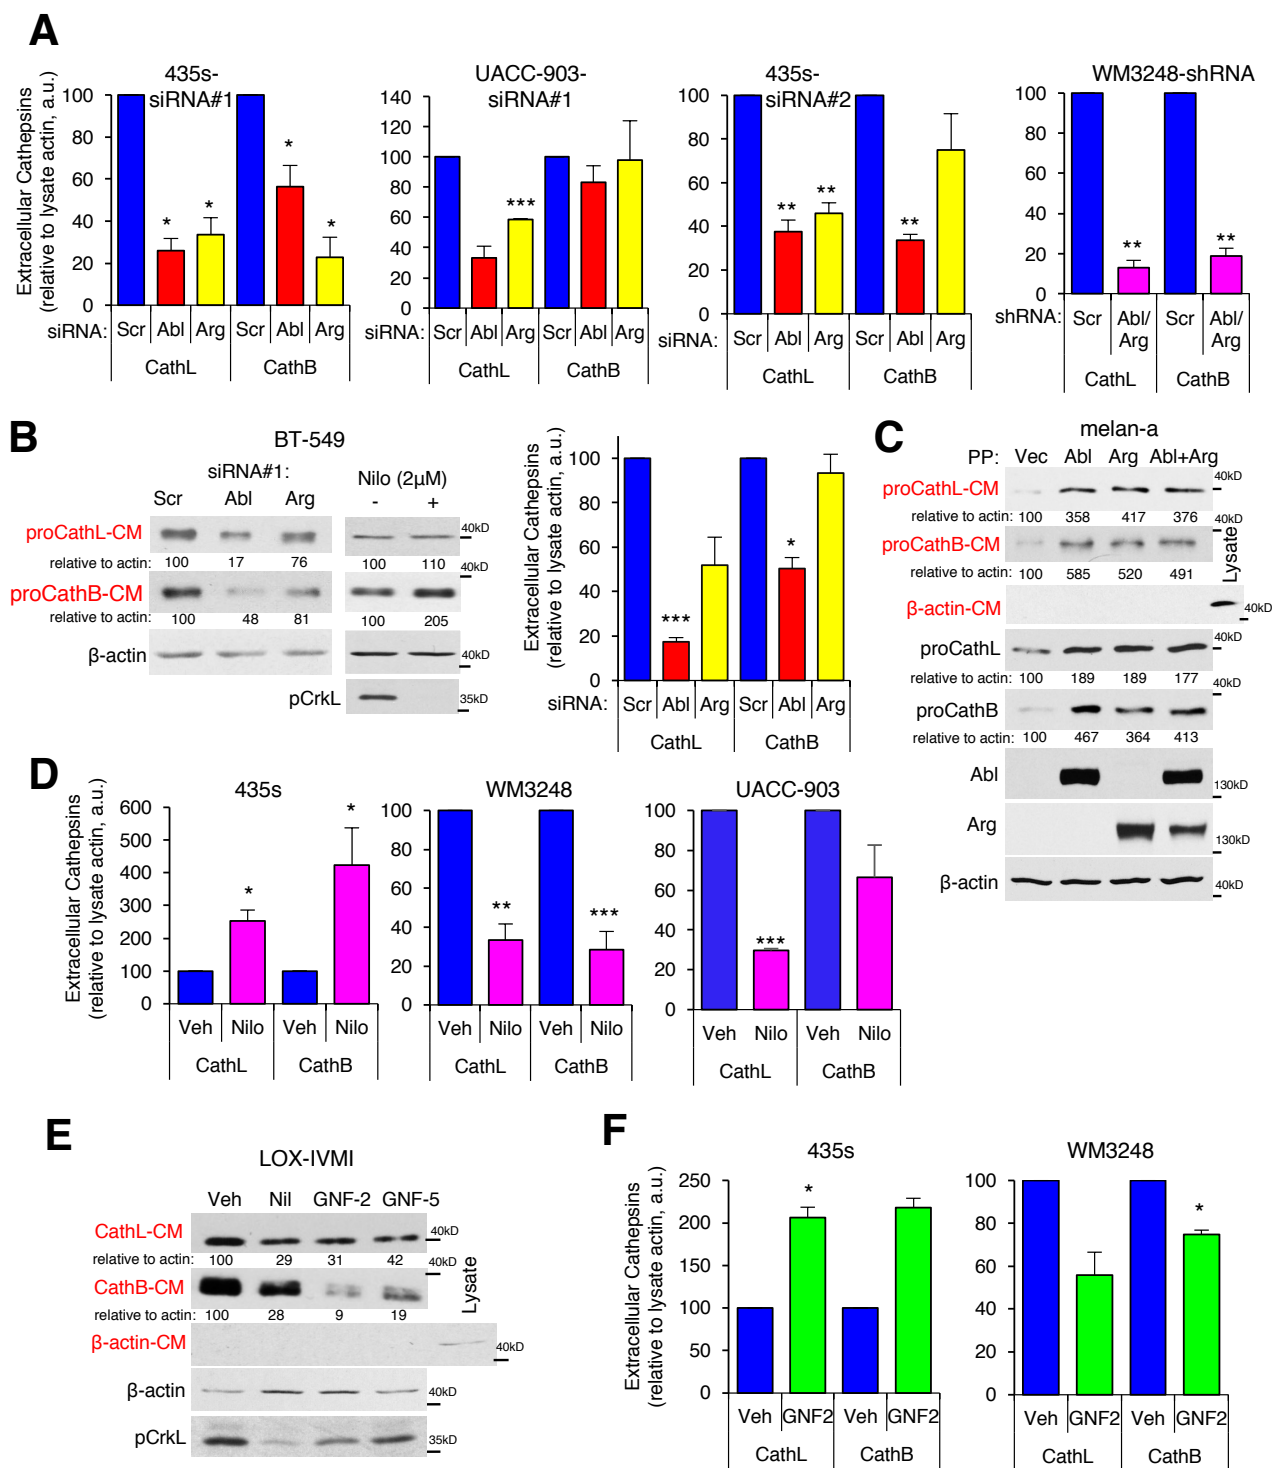 A
435s-
siRNA#1
UACC-903-
siRNA#1
435s-
siRNA#2
WM3248-shRNA
Extracellular Cathepsins
(relative to lysate actin, a.u.)
100
80
60
40
20
0
* * * *
siRNA: Scr Abl Arg Scr Abl Arg
CathL CathB
140
120
100
80
60
40
20
0
***
siRNA: Scr Abl Arg Scr Abl Arg
CathL CathB
100
80
60
40
20
0
** ** **
siRNA: Scr Abl Arg Scr Abl Arg
CathL CathB
100
80
60
40
20
0
** **
shRNA: Scr Abl/ Scr Abl/
Arg Arg
CathL CathB
B
BT-549
siRNA#1:
Scr Abl Arg
Nilo (2µM)
- +
proCathL-CM 40kD
relative to actin: 100 17 76 100 110
40kD
proCathB-CM
relative to actin: 100 48 81 100 205
β-actin 40kD
pCrkL 35kD
Extracellular Cathepsins
(relative to lysate actin, a.u.)
100
80
60
40
20
0
*** *
siRNA: Scr Abl Arg Scr Abl Arg
CathL CathB
C
melan-a
PP: Vec Abl Arg Abl+Arg
proCathL-CM 40kD
relative to actin: 100 358 417 376
40kD
proCathB-CM
relative to actin: 100 585 520 491
Lysate
β-actin-CM 40kD
proCathL 40kD
relative to actin: 100 189 189 177
40kD
proCathB
relative to actin: 100 467 364 413
Abl 130kD
Arg 130kD
β-actin 40kD
D
435s
WM3248
UACC-903
Extracellular Cathepsins
(relative to lysate actin, a.u.)
600
500
400
300
200
100
0
* *
Veh Nilo Veh Nilo
CathL CathB
100
80
60
40
20
0
** ***
Veh Nilo Veh Nilo
CathL CathB
100
80
60
40
20
0
***
Veh Nilo Veh Nilo
CathL CathB
E
LOX-IVMI
Veh Nil GNF-2 GNF-5
CathL-CM 40kD
relative to actin: 100 29 31 42
40kD
CathB-CM
relative to actin: 100 28 9 19
Lysate
β-actin-CM 40kD
β-actin 40kD
pCrkL 35kD
F
435s
WM3248
Extracellular Cathepsins
(relative to lysate actin, a.u.)
250
200
150
100
50
0
*
Veh GNF2 Veh GNF2
CathL CathB
100
80
60
40
20
0
*
Veh GNF2 Veh GNF2
CathL CathB